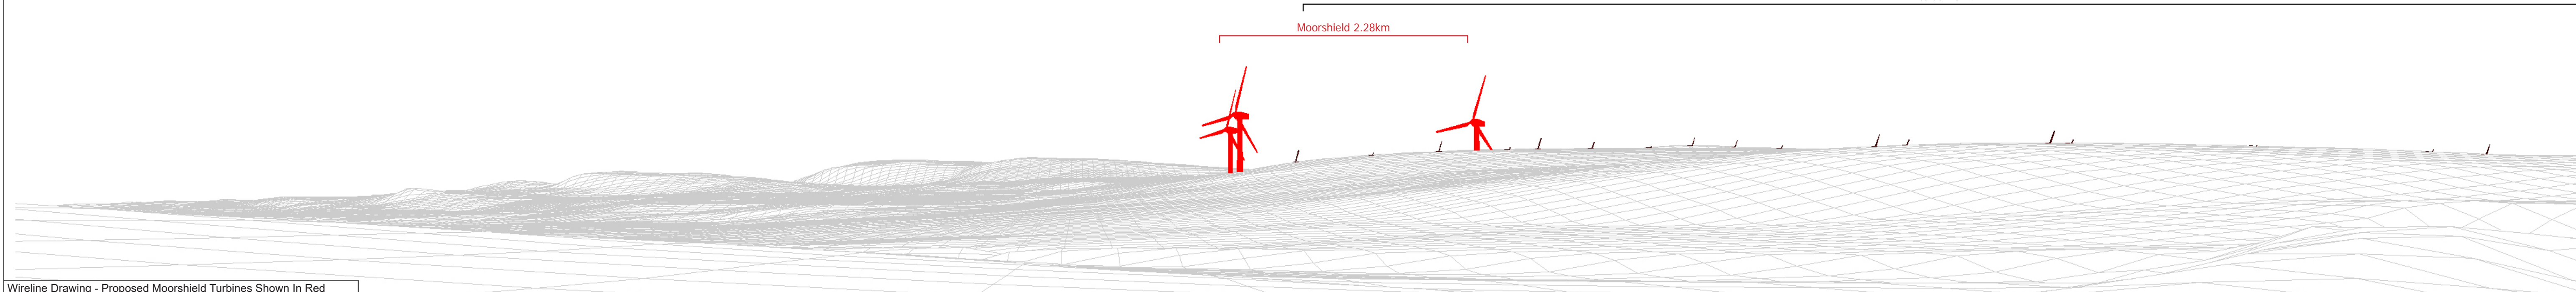 Moorshield 2.28km
Wireline Drawing - Proposed Moorshield Turbines Shown In Red